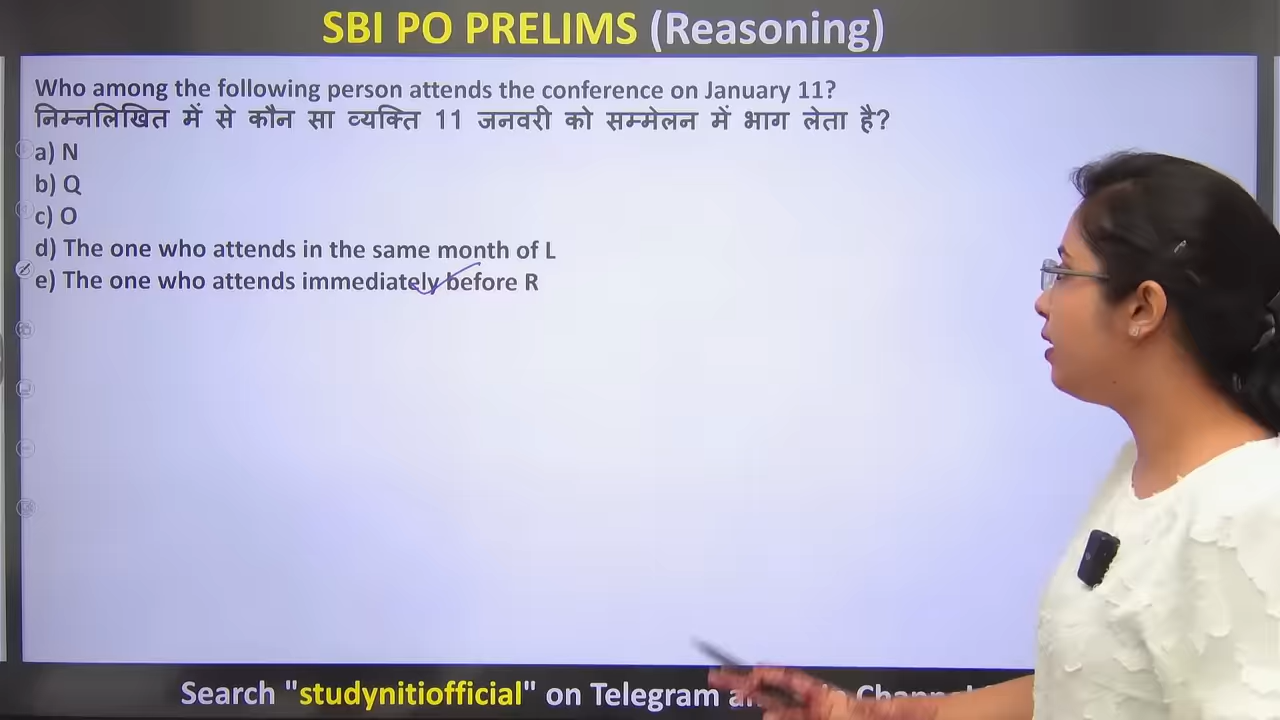 SBI PO PRELIMS (Reasoning)
Who among the following person attends the conference on January 11?
निम्नलिखित में से कौन सा व्यक्ति 11 जनवरी को सम्मेलन में भाग लेता है?
a) N
b) Q
c) O
d) The one who attends in the same month of L
e) The one who attends immediately before R
Search "studynitiofficial" on Telegram